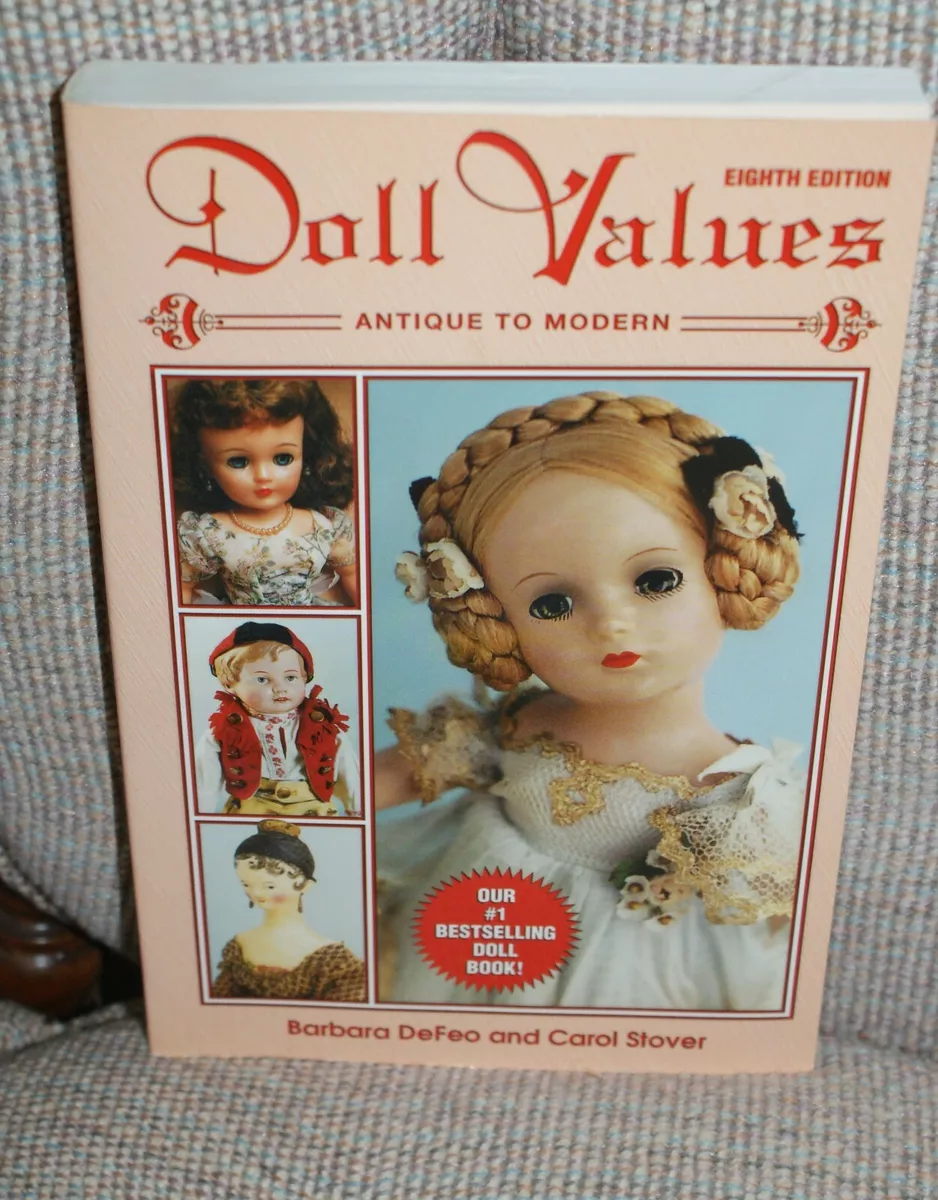 EIGHTH EDITION
Doll Values
ANTIQUE TO MODERN
OUR
#1
BESTSELLING
DOLL
BOOK!
Barbara DeFeo and Carol Stover